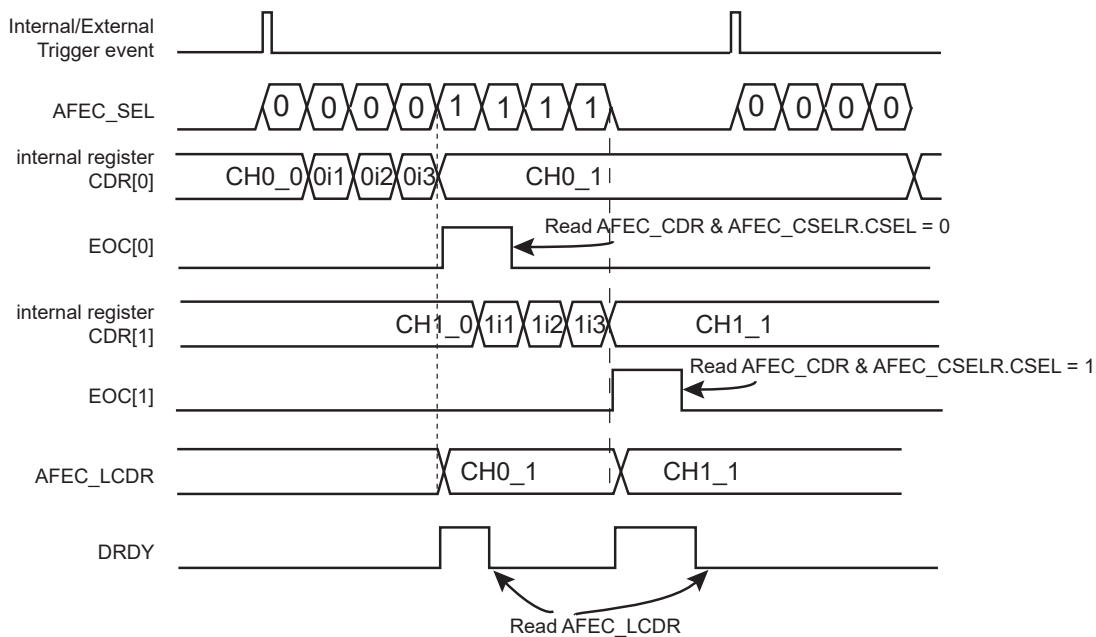 Internal/External
Trigger event
AFEC_SEL
0 0 0 0 1 1 1 1 0 0 0 0
internal register
CDR[0]
CH0_0 0i1 0i2 0i3 CH0_1
EOC[0]
Read AFEC_CDR & AFEC_CSELR.CSEL = 0
internal register
CDR[1]
CH1_0 1i1 1i2 1i3 CH1_1
EOC[1]
Read AFEC_CDR & AFEC_CSELR.CSEL = 1
AFEC_LCDR
CH0_1 CH1_1
DRDY
Read AFEC_LCDR